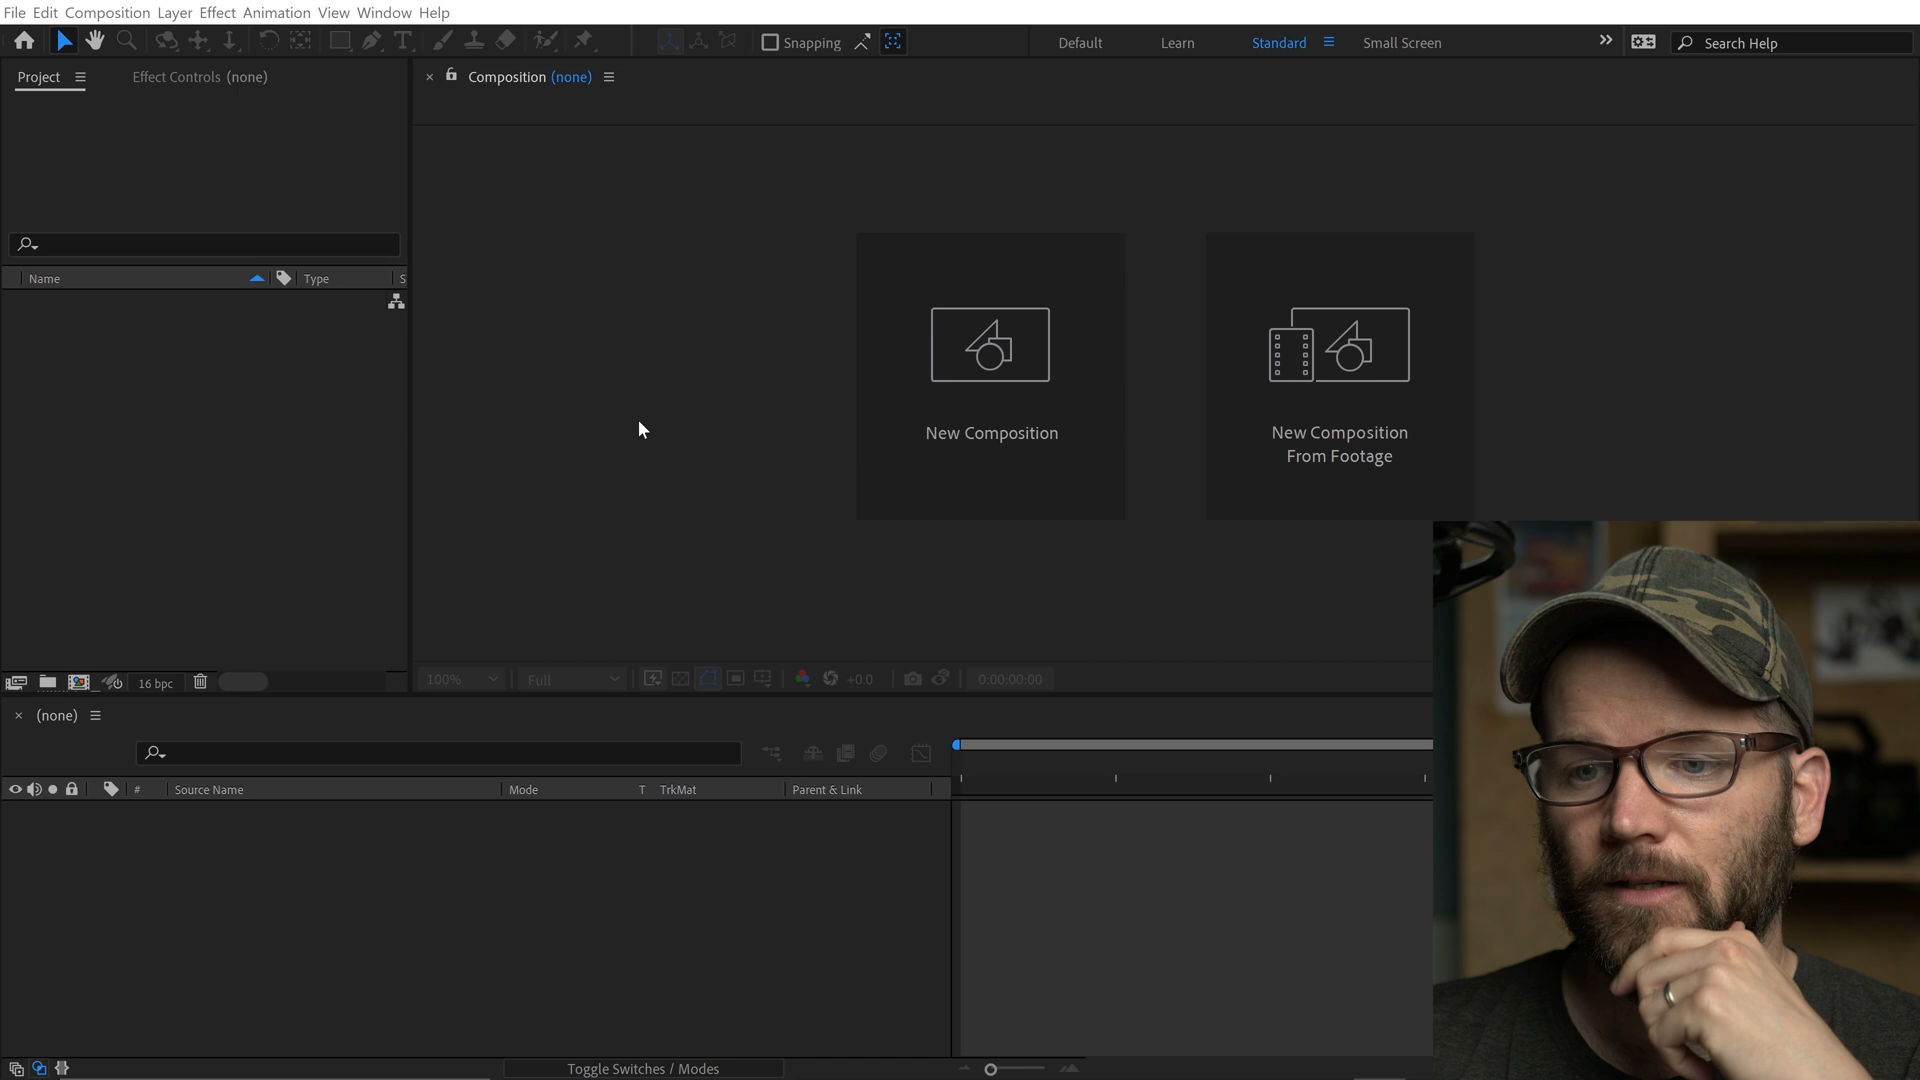 File Edit Composition Layer Effect Animation View Window Help
Snapping Default Learn Standard Small Screen Search Help
Project Effect Controls (none) Composition (none)
Name Type S
New Composition
New Composition
From Footage
16 bpc 100% Full +0.0 0:00:00:00
(none)
# Source Name Mode T TrkMat Parent & Link
Toggle Switches / Modes